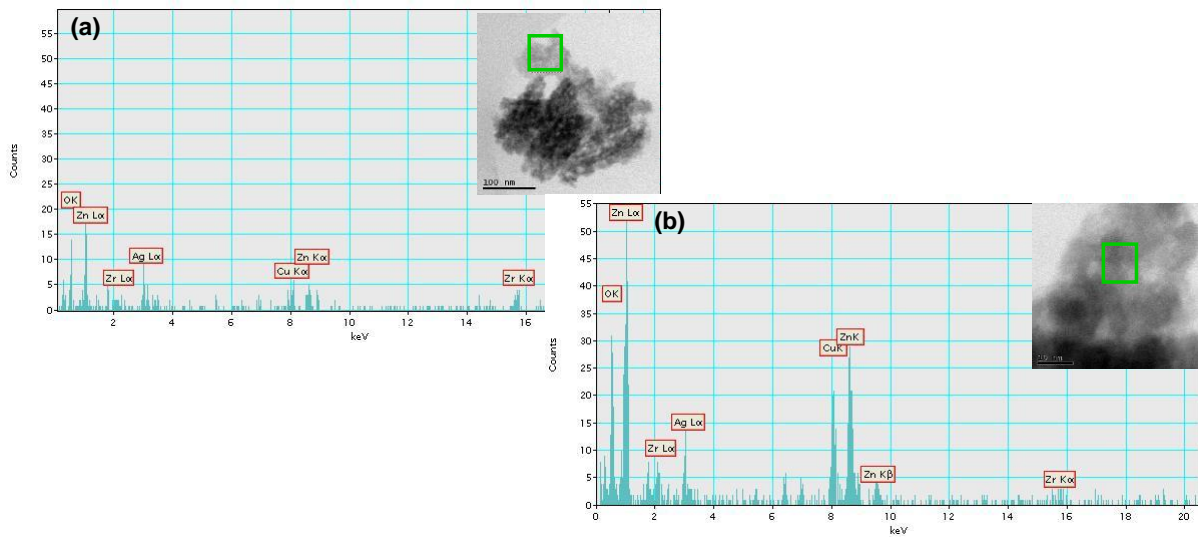 (a)
55
50
45
40
35
30
25
20
15
10
5
0
Counts
OK
Zn Lα
Zr Lα
Ag Lα
Cu Kα
Zn Kα
Zr Kα
2 4 6 8 10 12 14 16
keV
100 nm
(b)
55
50
45
40
35
30
25
20
15
10
5
0
Counts
Zn Lα
OK
Zr Lα
Ag Lα
CuK
ZnK
Zn Kβ
Zr Kα
0 2 4 6 8 10 12 14 16 18 20
keV
nm